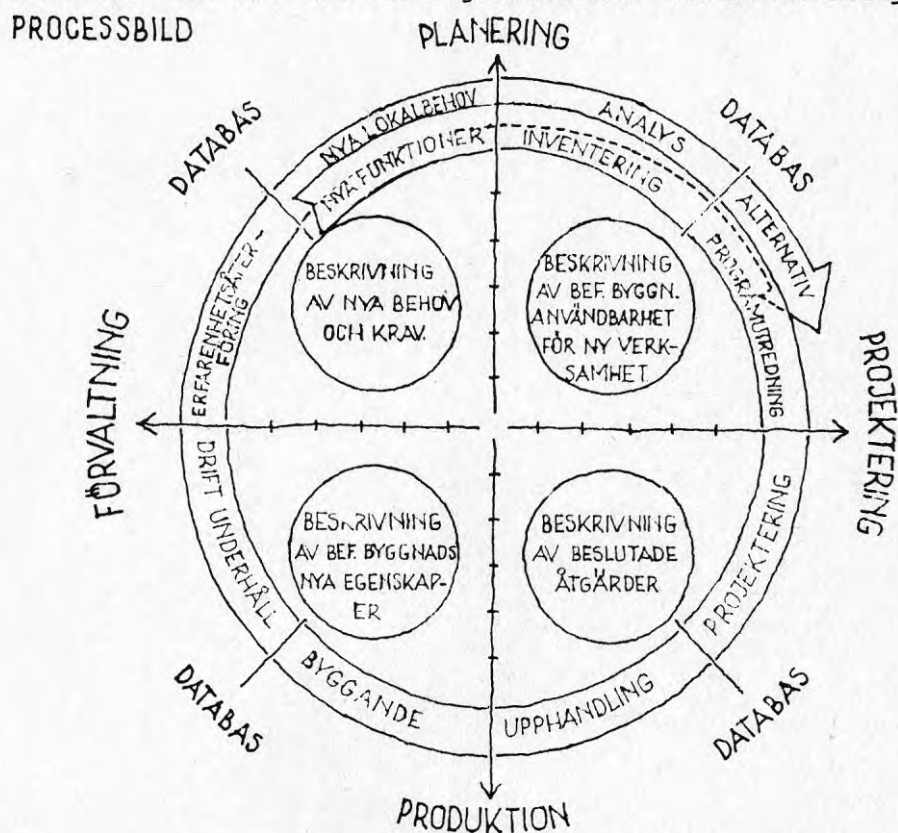 PROCESSBILD
PLANERING
DATABAS
NYA LOKALBEHOV
ANALYS
DATABAS
NYA FUNKTIONER
INVENTERING
ALTERNATIV
PROGRAMUTREDNING
ERFARENHETSÅTER-
FÖRING
BESKRIVNING
AV NYA BEHOV
OCH KRAV.
BESKRIVNING
AV BEF. BYGGN.
ANVÄNDBARHET
FÖR NY VERK-
SAMHET
FÖRVALTNING
PROJEKTERING
DRIFT UNDERHÅLL
BESKRIVNING
AV BEF. BYGGNADS
NYA EGENSKAP-
ER
BESKRIVNING
AV BESLUTADE
ÅTGÄRDER
PROJEKTERING
BYGGANDE
UPPHANDLING
DATABAS
DATABAS
PRODUKTION